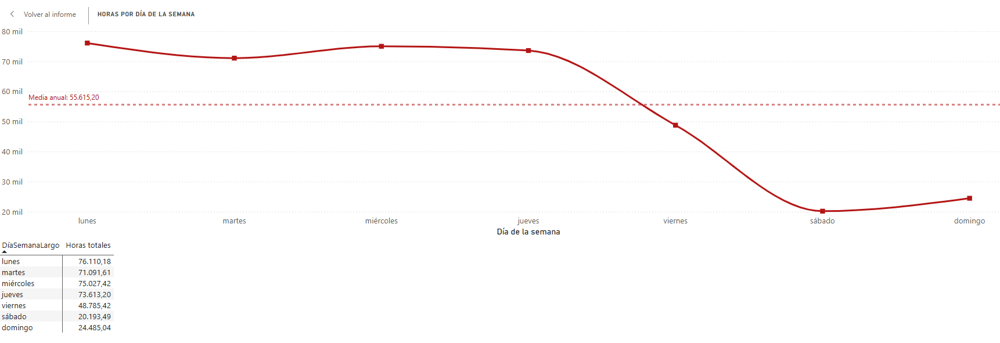 Volver al informe
HORAS POR DÍA DE LA SEMANA
80 mil
70 mil
60 mil
Media anual: 55.615,20
50 mil
40 mil
30 mil
20 mil
lunes martes miércoles jueves viernes sábado domingo
Día de la semana
DíaSemanaLargo Horas totales
lunes 76.110,18
martes 71.091,61
miércoles 75.027,42
jueves 73.613,20
viernes 48.785,42
sábado 20.193,49
domingo 24.485,04